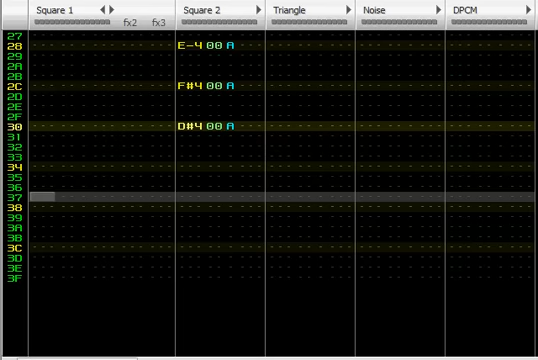 Square 1 Square 2 Triangle Noise DPCM
fx2 fx3
27
28 E-4 00 A
29
2A
2B
2C F#4 00 A
2D
2E
2F
30 D#4 00 A
31
32
33
34
35
36
37
38
39
3A
3B
3C
3D
3E
3F